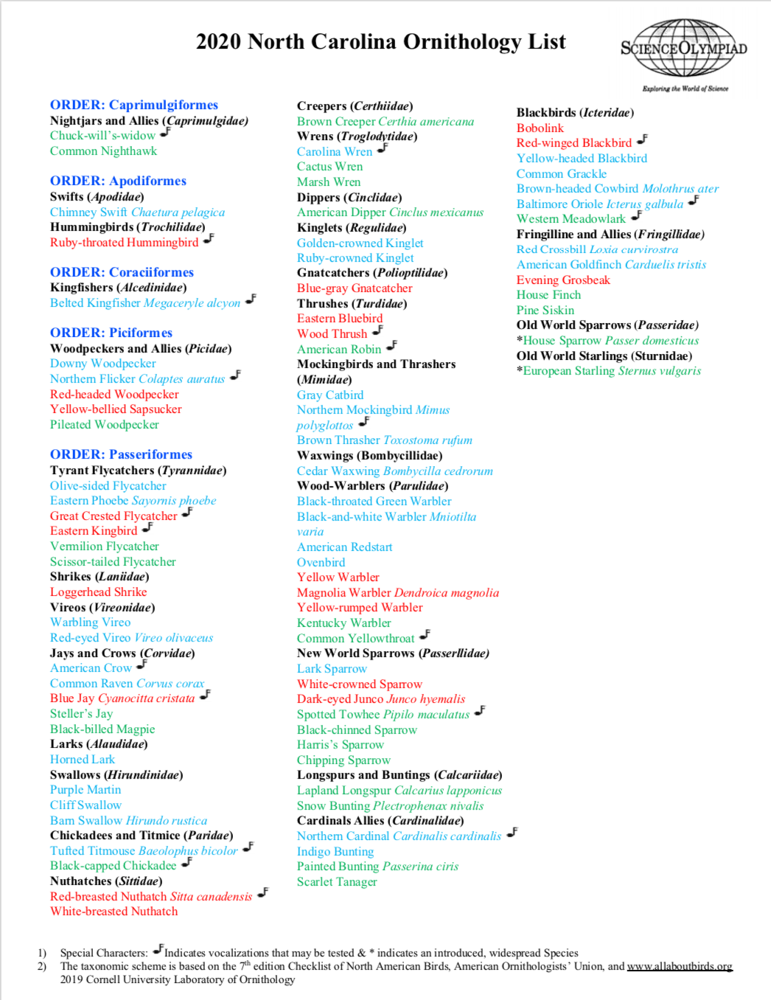 2020 North Carolina Ornithology List
SCIENCEOLYMPIAD
Exploring the World of Science
ORDER: Caprimulgiformes
Nightjars and Allies (Caprimulgidae)
Chuck-will's-widow
Common Nighthawk
ORDER: Apodiformes
Swifts (Apodidae)
Chimney Swift Chaetura pelagica
Hummingbirds (Trochilidae)
Ruby-throated Hummingbird
ORDER: Coraciiformes
Kingfishers (Alcedinidae)
Belted Kingfisher Megaceryle alcyon
ORDER: Piciformes
Woodpeckers and Allies (Picidae)
Downy Woodpecker
Northern Flicker Colaptes auratus
Red-headed Woodpecker
Yellow-bellied Sapsucker
Pileated Woodpecker
ORDER: Passeriformes
Tyrant Flycatchers (Tyrannidae)
Olive-sided Flycatcher
Eastern Phoebe Sayornis phoebe
Great Crested Flycatcher
Eastern Kingbird
Vermilion Flycatcher
Scissor-tailed Flycatcher
Shrikes (Laniidae)
Loggerhead Shrike
Vireos (Vireonidae)
Warbling Vireo
Red-eyed Vireo Vireo olivaceus
Jays and Crows (Corvidae)
American Crow
Common Raven Corvus corax
Blue Jay Cyanocitta cristata
Steller's Jay
Black-billed Magpie
Larks (Alaudidae)
Horned Lark
Swallows (Hirundinidae)
Purple Martin
Cliff Swallow
Barn Swallow Hirundo rustica
Chickadees and Titmice (Paridae)
Tufted Titmouse Baeolophus bicolor
Black-capped Chickadee
Nuthatches (Sittidae)
Red-breasted Nuthatch Sitta canadensis
White-breasted Nuthatch
Creepers (Certhiidae)
Brown Creeper Certhia americana
Wrens (Troglodytidae)
Carolina Wren
Cactus Wren
Marsh Wren
Dippers (Cinclidae)
American Dipper Cinclus mexicanus
Kinglets (Regulidae)
Golden-crowned Kinglet
Ruby-crowned Kinglet
Gnatcatchers (Polioptilidae)
Blue-gray Gnatcatcher
Thrushes (Turdidae)
Eastern Bluebird
Wood Thrush
American Robin
Mockingbirds and Thrashers
(Mimidae)
Gray Catbird
Northern Mockingbird Mimus
polyglottos
Brown Thrasher Toxostoma rufum
Waxwings (Bombycillidae)
Cedar Waxwing Bombycilla cedrorum
Wood-Warblers (Parulidae)
Black-throated Green Warbler
Black-and-white Warbler Mniotilta
varia
American Redstart
Ovenbird
Yellow Warbler
Magnolia Warbler Dendroica magnolia
Yellow-rumped Warbler
Kentucky Warbler
Common Yellowthroat
New World Sparrows (Passerllidae)
Lark Sparrow
White-crowned Sparrow
Dark-eyed Junco Junco hyemalis
Spotted Towhee Pipilo maculatus
Black-chinned Sparrow
Harris's Sparrow
Chipping Sparrow
Longspurs and Buntings (Calcariidae)
Lapland Longspur Calcarius lapponicus
Snow Bunting Plectrophenax nivalis
Cardinals Allies (Cardinalidae)
Northern Cardinal Cardinalis cardinalis
Indigo Bunting
Painted Bunting Passerina ciris
Scarlet Tanager
Blackbirds (Icteridae)
Bobolink
Red-winged Blackbird
Yellow-headed Blackbird
Common Grackle
Brown-headed Cowbird Molothrus ater
Baltimore Oriole Icterus galbula
Western Meadowlark
Fringilline and Allies (Fringillidae)
Red Crossbill Loxia curvirostra
American Goldfinch Carduelis tristis
Evening Grosbeak
House Finch
Pine Siskin
Old World Sparrows (Passeridae)
*House Sparrow Passer domesticus
Old World Starlings (Sturnidae)
*European Starling Sternus vulgaris
1) Special Characters: Indicates vocalizations that may be tested & * indicates an introduced, widespread Species
2) The taxonomic scheme is based on the 7th edition Checklist of North American Birds, American Ornithologists' Union, and www.allaboutbirds.org
2019 Cornell University Laboratory of Ornithology